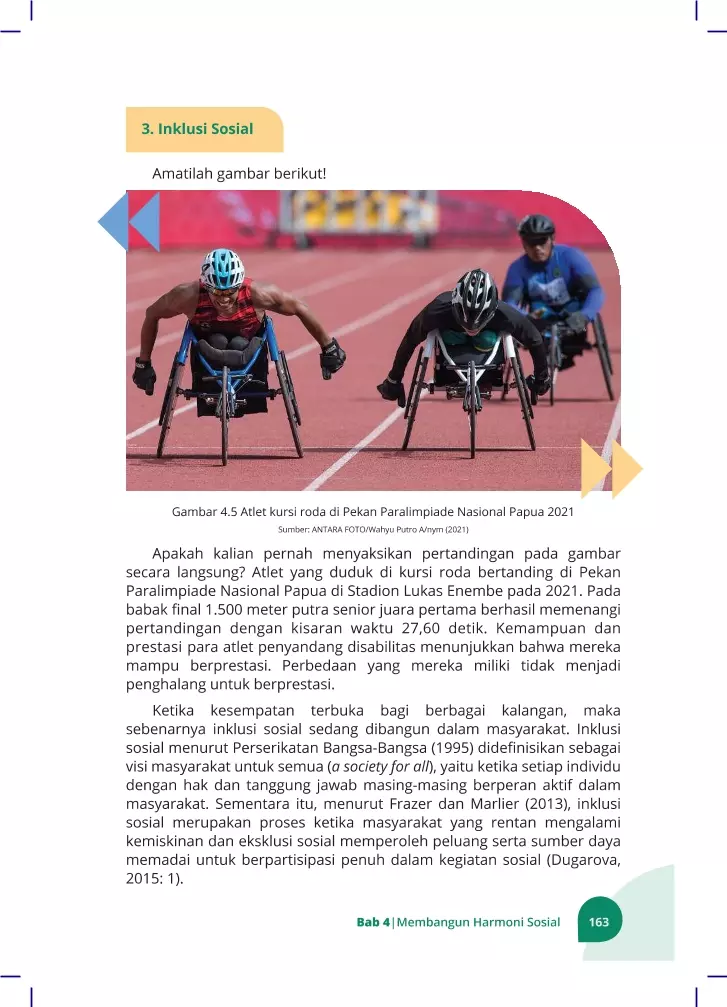 3. Inklusi Sosial
Amatilah gambar berikut!
Gambar 4.5 Atlet kursi roda di Pekan Paralimpiade Nasional Papua 2021
Sumber: ANTARA FOTO/Wahyu Putro A/nym (2021)
Apakah kalian pernah menyaksikan pertandingan pada gambar
secara langsung? Atlet yang duduk di kursi roda bertanding di Pekan
Paralimpiade Nasional Papua di Stadion Lukas Enembe pada 2021. Pada
babak final 1.500 meter putra senior juara pertama berhasil memenangi
pertandingan dengan kisaran waktu 27,60 detik. Kemampuan dan
prestasi para atlet penyandang disabilitas menunjukkan bahwa mereka
mampu berprestasi. Perbedaan yang mereka miliki tidak menjadi
penghalang untuk berprestasi.
Ketika kesempatan terbuka bagi berbagai kalangan, maka
sebenarnya inklusi sosial sedang dibangun dalam masyarakat. Inklusi
sosial menurut Perserikatan Bangsa-Bangsa (1995) didefinisikan sebagai
visi masyarakat untuk semua (a society for all), yaitu ketika setiap individu
dengan hak dan tanggung jawab masing-masing berperan aktif dalam
masyarakat. Sementara itu, menurut Frazer dan Marlier (2013), inklusi
sosial merupakan proses ketika masyarakat yang rentan mengalami
kemiskinan dan eksklusi sosial memperoleh peluang serta sumber daya
memadai untuk berpartisipasi penuh dalam kegiatan sosial (Dugarova,
2015: 1).
Bab 4|Membangun Harmoni Sosial 163